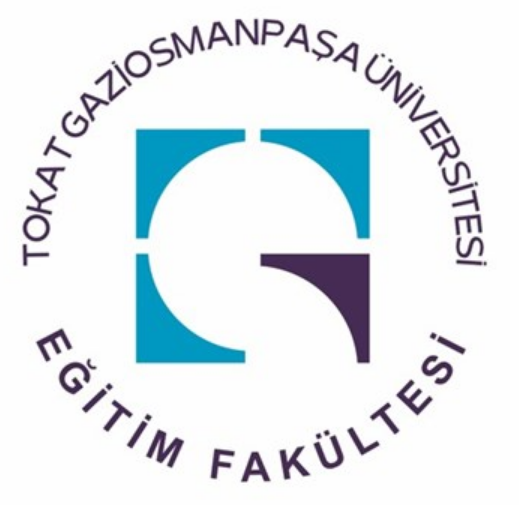 TOKAT GAZİOSMANPAŞA ÜNİVERSİTESİ
EĞİTİM FAKÜLTESİ